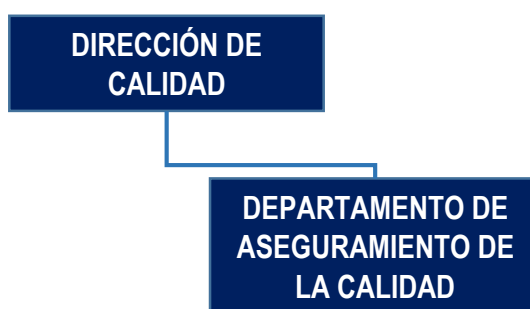 DIRECCIÓN DE
CALIDAD
DEPARTAMENTO DE
ASEGURAMIENTO DE
LA CALIDAD